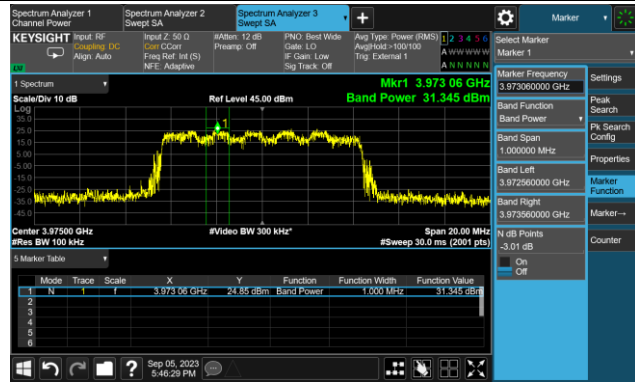 Spectrum Analyzer 1
Channel Power
Spectrum Analyzer 2
Swept SA
Spectrum Analyzer 3
Swept SA
+
Marker
KEYSIGHT
Input: RF
Coupling: DC
Align: Auto
Input Z: 50 Ω
Corr CCorr
Freq Ref: Int (S)
NFE: Adaptive
#Atten: 12 dB
Preamp: Off
PNO: Best Wide
Gate: LO
IF Gain: Low
Sig Track: Off
Avg Type: Power (RMS)
Avg|Hold:>100/100
Trig: External 1
1 2 3 4 5 6
A W W W W W
A N N N N N
LXI
Select Marker
Marker 1
1 Spectrum
Scale/Div 10 dB
Log
Ref Level 45.00 dBm
Mkr1 3.973 06 GHz
Band Power 31.345 dBm
35.0
25.0
15.0
5.00
-5.00
-15.0
-25.0
-35.0
-45.0
1
Center 3.97500 GHz
#Res BW 100 kHz
#Video BW 300 kHz*
Span 20.00 MHz
#Sweep 30.0 ms (2001 pts)
5 Marker Table
Mode Trace Scale X Y Function Function Width Function Value
1 N 1 f 3.973 06 GHz 24.85 dBm Band Power 1.000 MHz 31.345 dBm
2
3
4
5
6
Marker Frequency
3.973060000 GHz
Band Function
Band Power
Band Span
1.000000 MHz
Band Left
3.972560000 GHz
Band Right
3.973560000 GHz
N dB Points
-3.01 dB
On
Off
Settings
Peak
Search
Pk Search
Config
Properties
Marker
Function
Marker→
Counter
?
Sep 05, 2023
5:46:29 PM